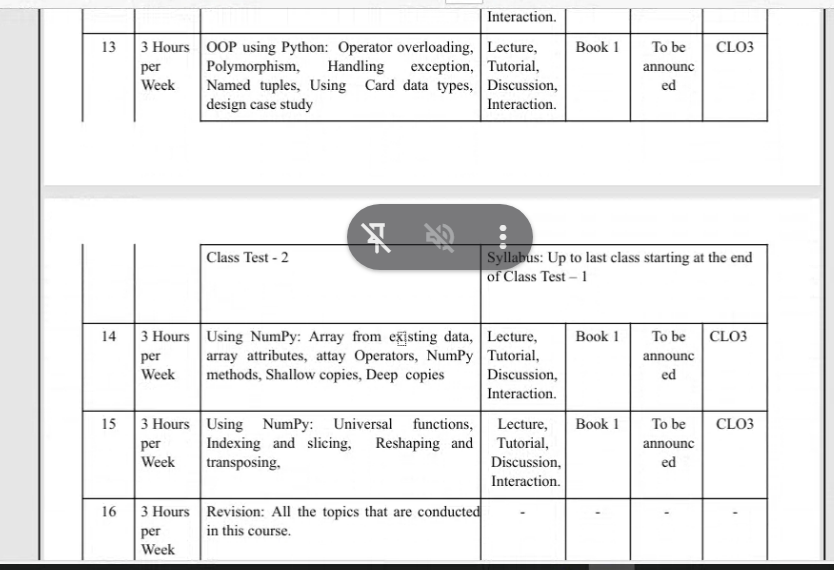 Interaction.
13 3 Hours OOP using Python: Operator overloading, Lecture, Book 1 To be CLO3
per Polymorphism, Handling exception, Tutorial, announc
Week Named tuples, Using Card data types, Discussion, ed
design case study Interaction.
Class Test - 2 Syllabus: Up to last class starting at the end
of Class Test – 1
14 3 Hours Using NumPy: Array from existing data, Lecture, Book 1 To be CLO3
per array attributes, attay Operators, NumPy Tutorial, announc
Week methods, Shallow copies, Deep copies Discussion, ed
Interaction.
15 3 Hours Using NumPy: Universal functions, Lecture, Book 1 To be CLO3
per Indexing and slicing, Reshaping and Tutorial, announc
Week transposing, Discussion, ed
Interaction.
16 3 Hours Revision: All the topics that are conducted - - - -
per in this course.
Week